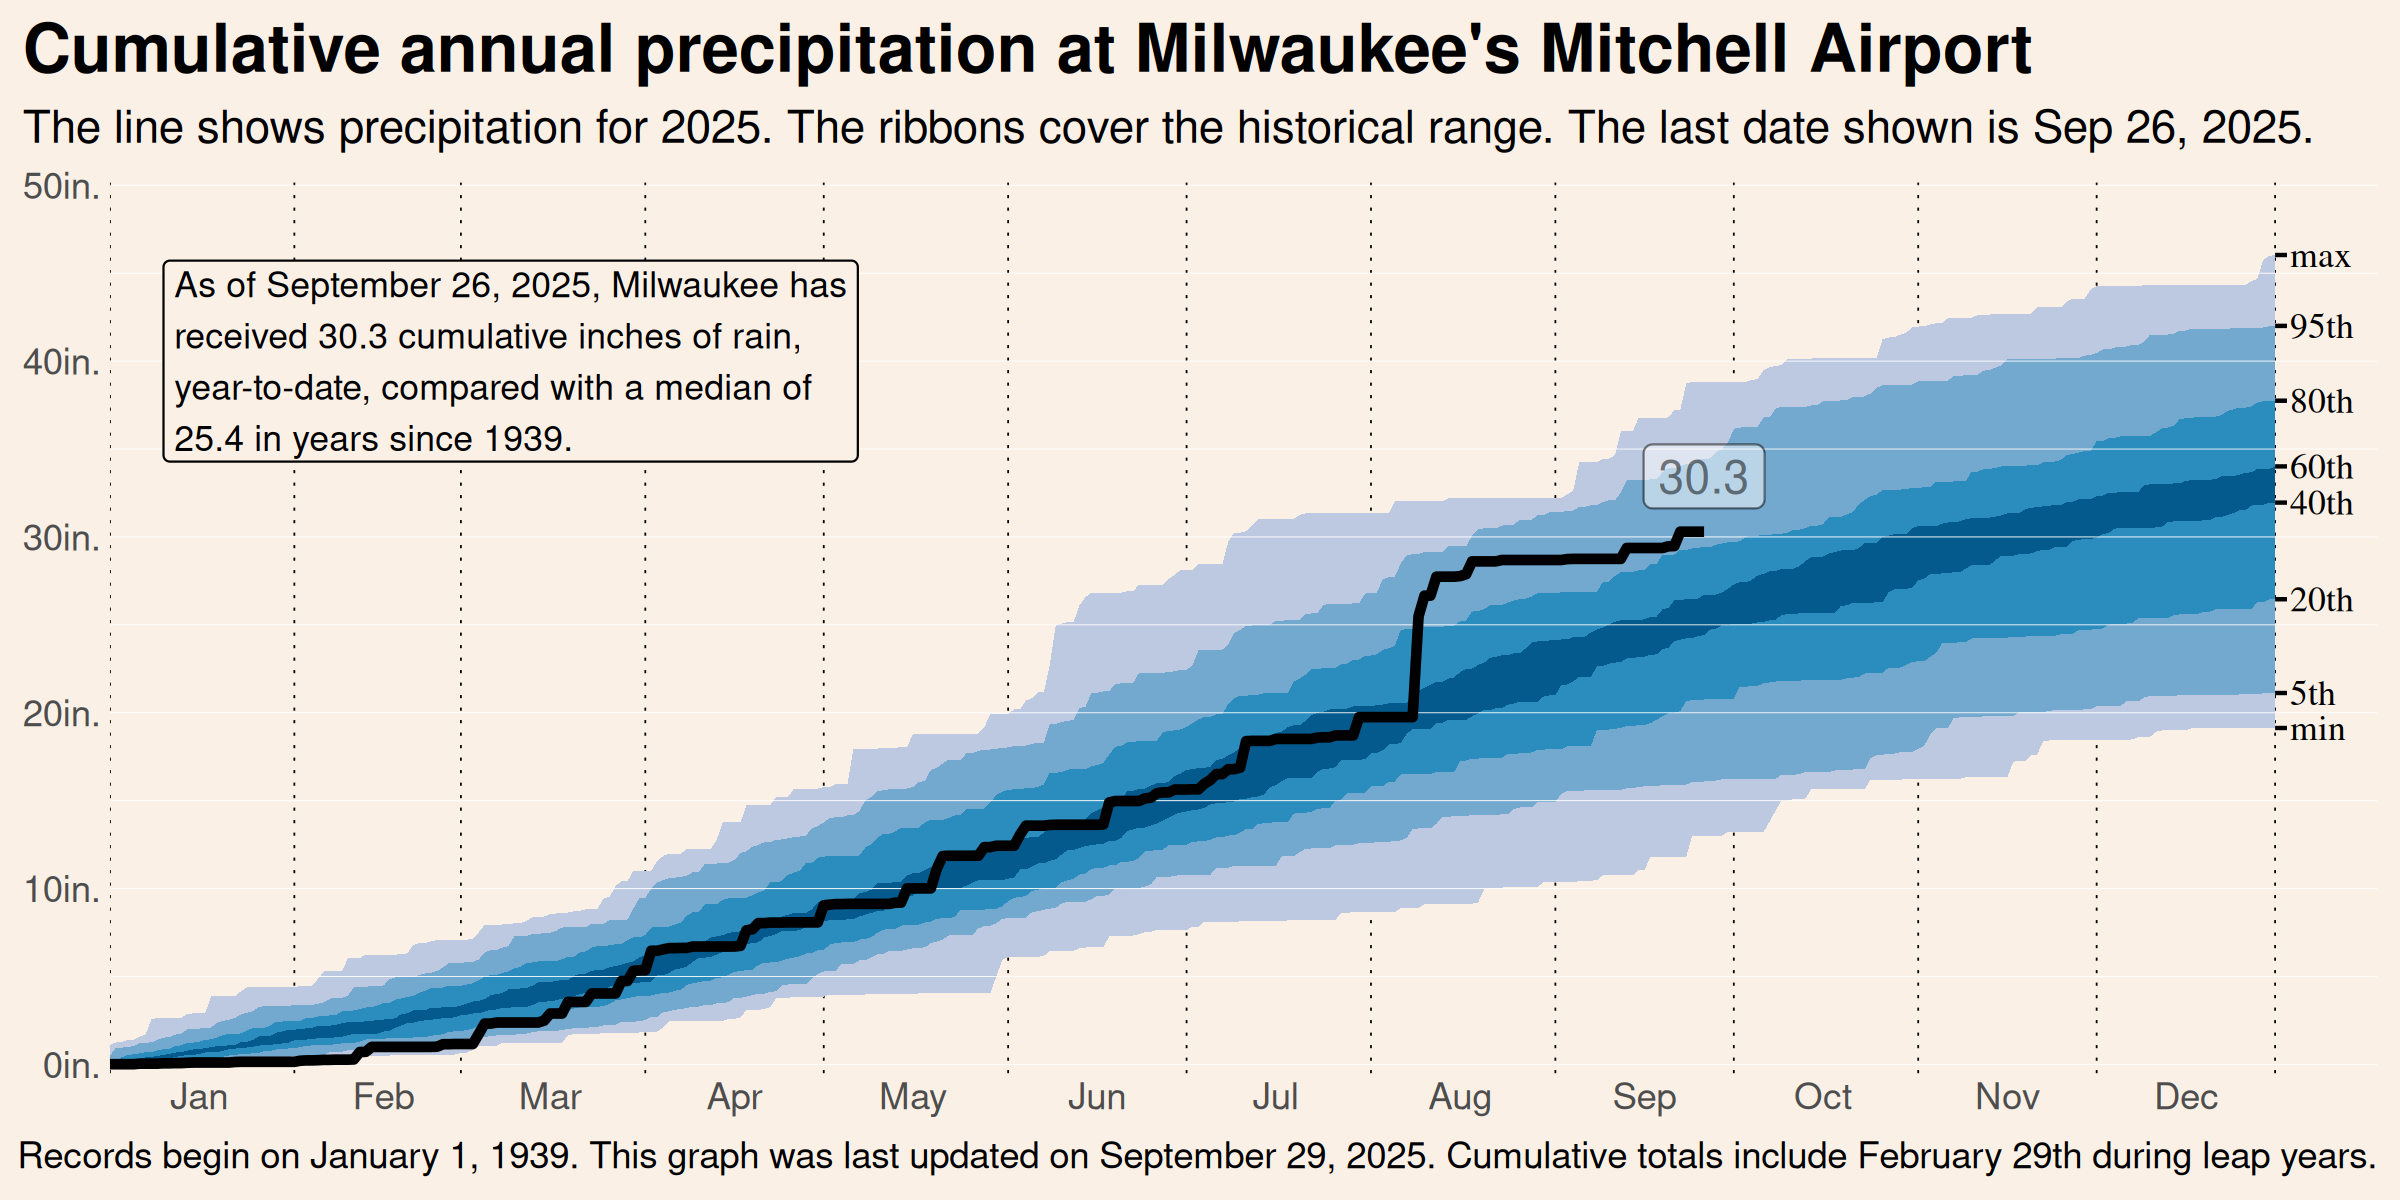 Cumulative annual precipitation at Milwaukee's Mitchell Airport
The line shows precipitation for 2025. The ribbons cover the historical range. The last date shown is Sep 26, 2025.
50in.
40in.
30in.
20in.
10in.
0in.
As of September 26, 2025, Milwaukee has
received 30.3 cumulative inches of rain,
year-to-date, compared with a median of
25.4 in years since 1939.
30.3
max
95th
80th
60th
40th
20th
5th
min
Jan Feb Mar Apr May Jun Jul Aug Sep Oct Nov Dec
Records begin on January 1, 1939. This graph was last updated on September 29, 2025. Cumulative totals include February 29th during leap years.